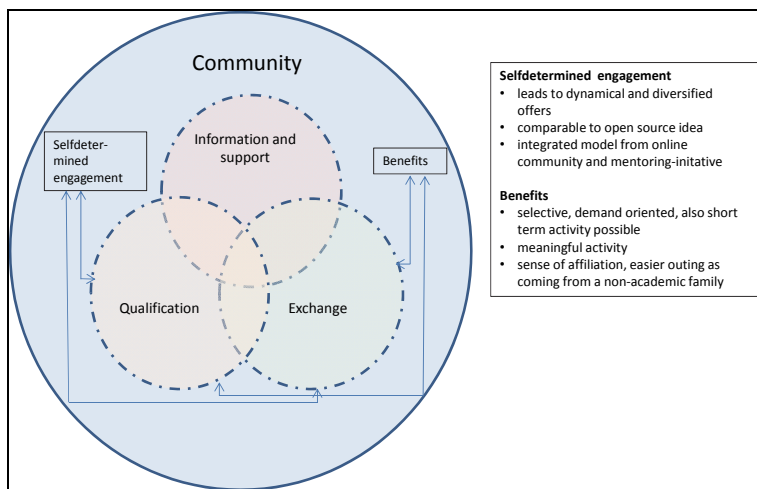 Community
Information and
support
Selfdeter-
mined
engagement
Benefits
Qualification
Exchange
Selfdetermined engagement
• leads to dynamical and diversified
offers
• comparable to open source idea
• integrated model from online
community and mentoring-initative
Benefits
• selective, demand oriented, also short
term activity possible
• meaningful activity
• sense of affiliation, easier outing as
coming from a non-academic family